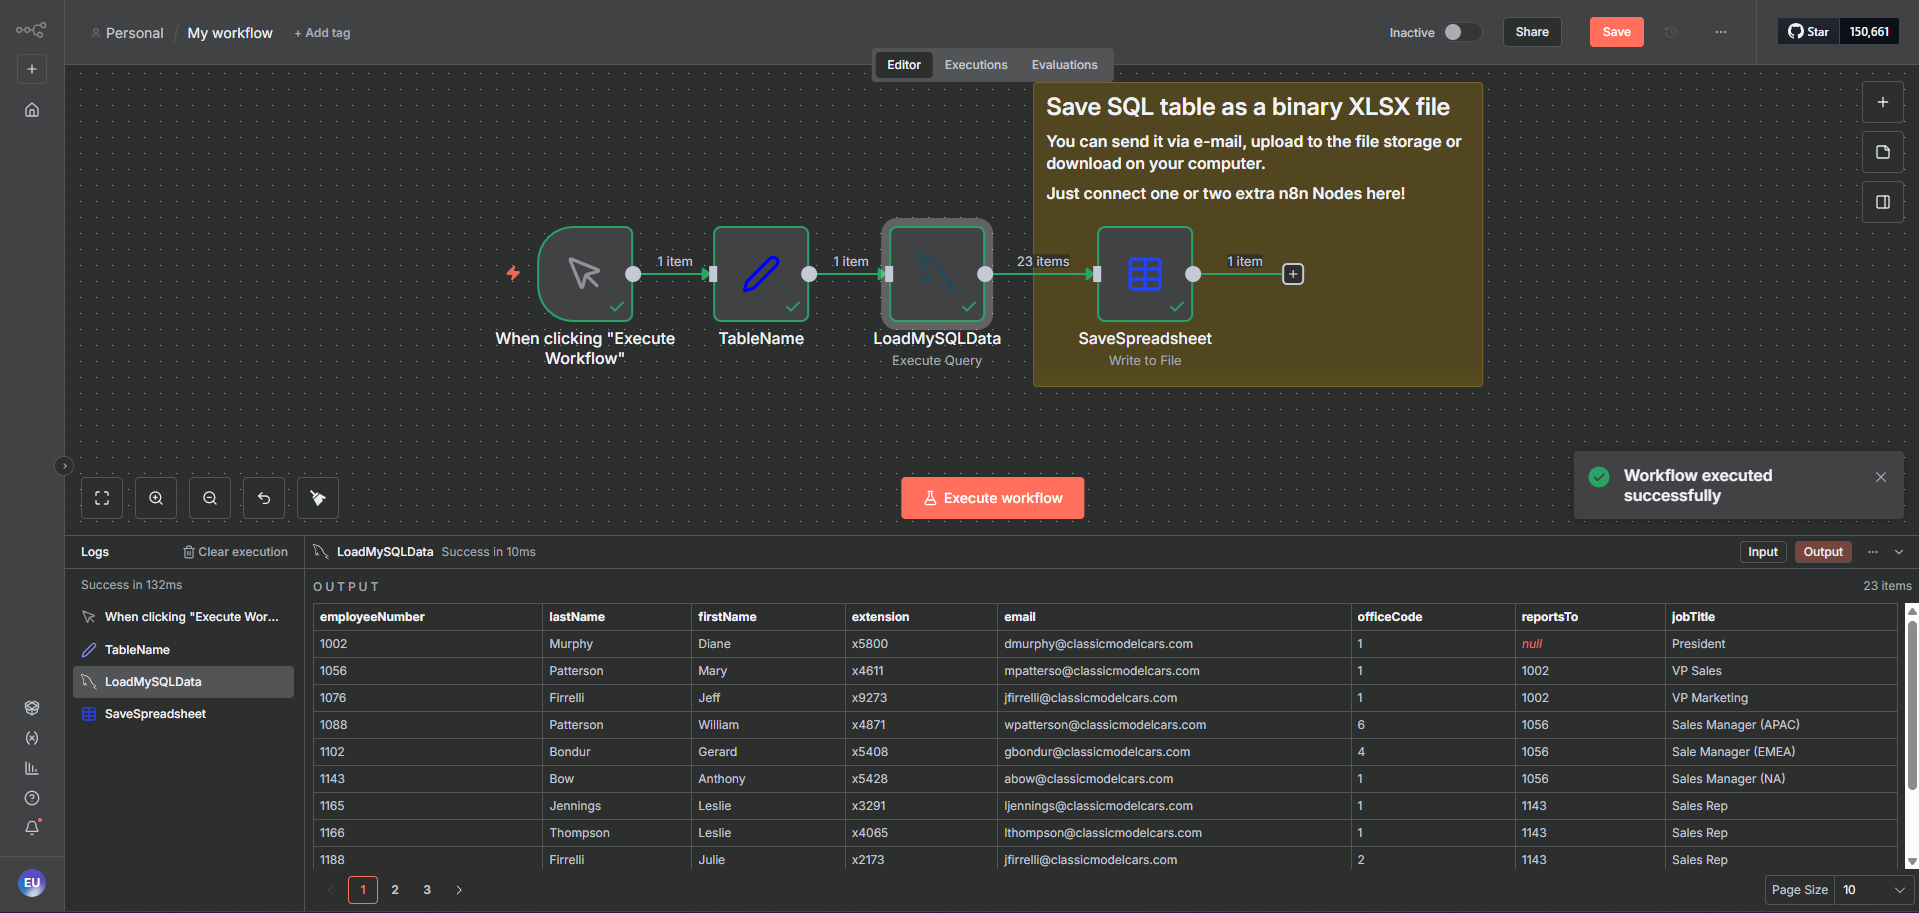 Personal / My workflow + Add tag
Inactive
Share
Save
...
Star 150,661
Editor Executions Evaluations
Save SQL table as a binary XLSX file
You can send it via e-mail, upload to the file storage or
download on your computer.
Just connect one or two extra n8n Nodes here!
1 item
1 item
23 items
1 item
When clicking "Execute
Workflow"
TableName
LoadMySQLData
Execute Query
SaveSpreadsheet
Write to File
Execute workflow
Workflow executed
successfully
Logs
Clear execution
Success in 132ms
When clicking "Execute Wor...
TableName
LoadMySQLData
SaveSpreadsheet
EU
LoadMySQLData Success in 10ms
Input Output ...
OUTPUT
23 items
employeeNumber lastName firstName extension email officeCode reportsTo jobTitle
1002 Murphy Diane x5800 dmurphy@classicmodelcars.com 1 null President
1056 Patterson Mary x4611 mpatterso@classicmodelcars.com 1 1002 VP Sales
1076 Firrelli Jeff x9273 jfirrelli@classicmodelcars.com 1 1002 VP Marketing
1088 Patterson William x4871 wpatterson@classicmodelcars.com 6 1056 Sales Manager (APAC)
1102 Bondur Gerard x5408 gbondur@classicmodelcars.com 4 1056 Sale Manager (EMEA)
1143 Bow Anthony x5428 abow@classicmodelcars.com 1 1056 Sales Manager (NA)
1165 Jennings Leslie x3291 ljennings@classicmodelcars.com 1 1143 Sales Rep
1166 Thompson Leslie x4065 lthompson@classicmodelcars.com 1 1143 Sales Rep
1188 Firrelli Julie x2173 jfirrelli@classicmodelcars.com 2 1143 Sales Rep
1 2 3
Page Size 10